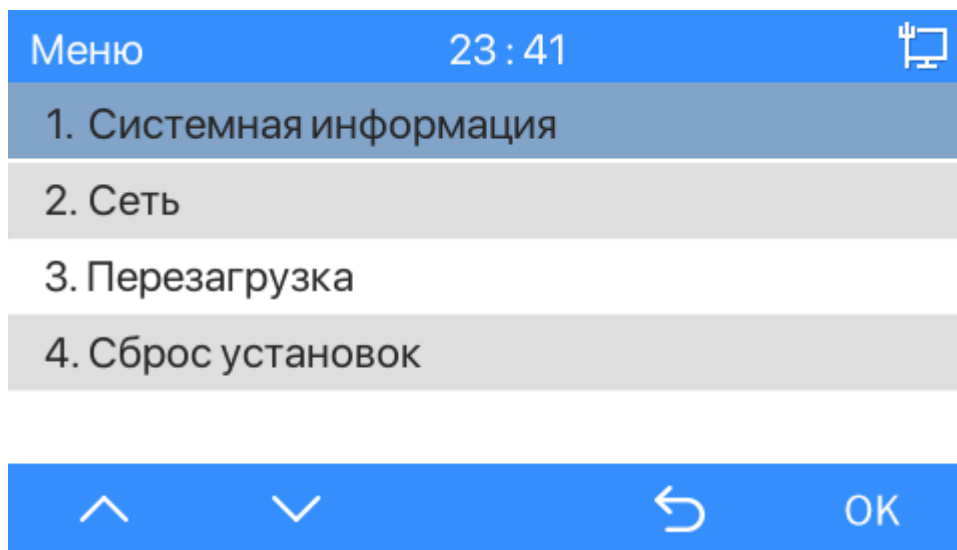 Меню 23:41
1. Системная информация
2. Сеть
3. Перезагрузка
4. Сброс установок
OK